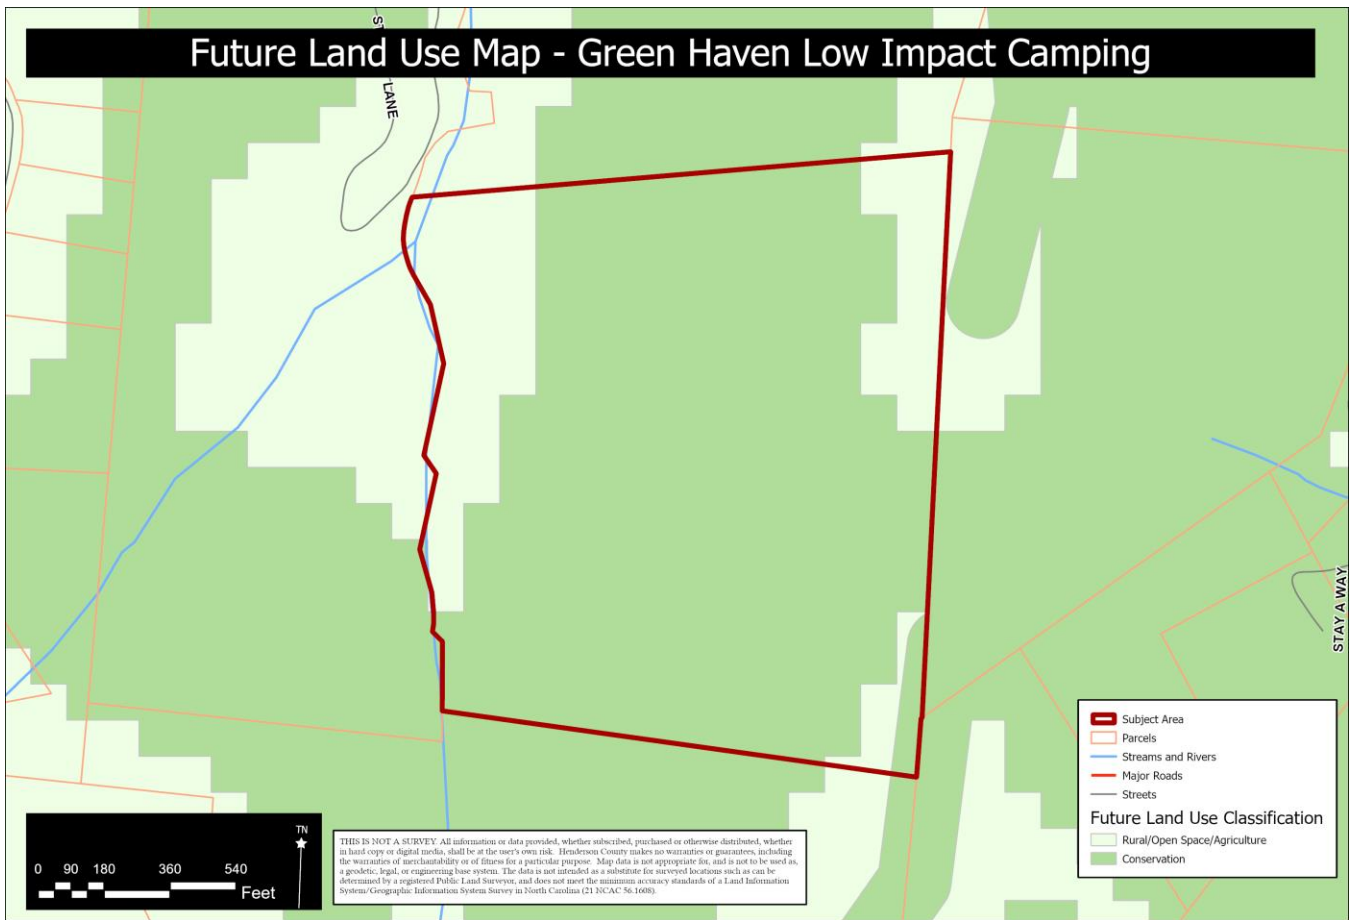 Future Land Use Map - Green Haven Low Impact Camping
LANE
STAY A WAY
Subject Area
Parcels
Streams and Rivers
Major Roads
Streets
Future Land Use Classification
Rural/Open Space/Agriculture
Conservation
TN
0 90 180 360 540
Feet
THIS IS NOT A SURVEY. All information or data provided, whether subscribed, purchased or otherwise distributed, whether
in hard copy or digital media, shall be at the user's own risk. Henderson County makes no warranties or guarantees, including
the warranties of merchantability or of fitness for a particular purpose. Map data is not appropriate for, and is not to be used as,
a geodetic, legal, or engineering base system. The data is not intended as a substitute for surveyed locations such as can be
determined by a registered Public Land Surveyor, and does not meet the minimum accuracy standards of a Land Information
System/Geographic Information System Survey in North Carolina (21 NCAC 56.1608).